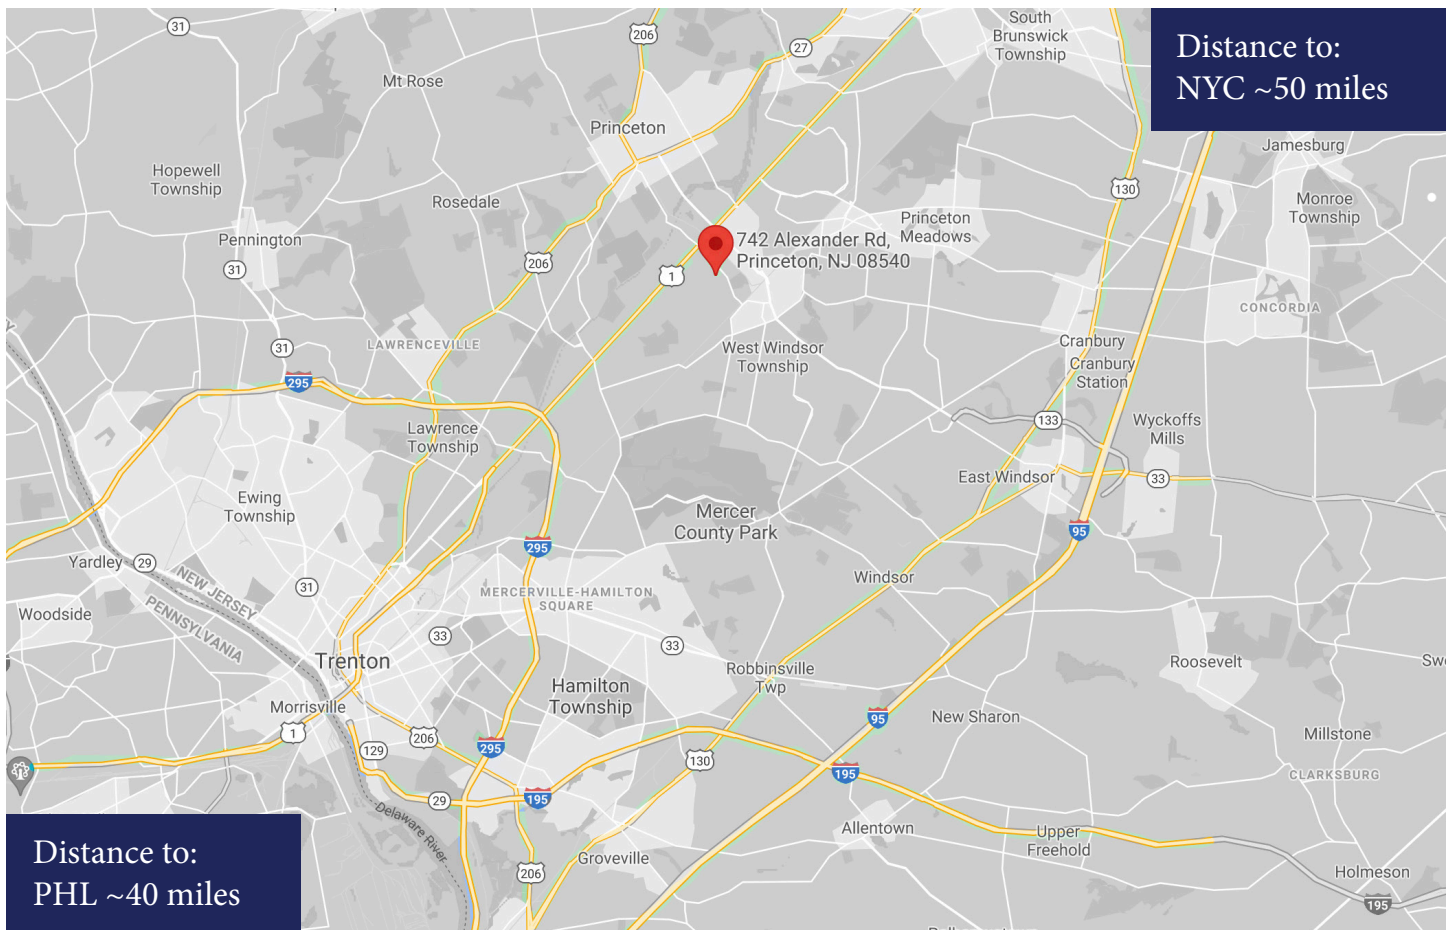 South
Brunswick
Township
Distance to:
NYC ~50 miles
31
206
27
Mt Rose
Princeton
Jamesburg
Hopewell
Township
130
Rosedale
Monroe
Township
Princeton
Meadows
Pennington
742 Alexander Rd,
Princeton, NJ 08540
31
206
1
CONCORDIA
31
LAWRENCEVILLE
West Windsor
Township
Cranbury
Cranbury
Station
295
133
Wyckoffs
Mills
Lawrence
Township
East Windsor
33
Ewing
Township
Mercer
County Park
95
295
Yardley
29
NEW JERSEY
PENNSYLVANIA
31
Windsor
MERCERVILLE-HAMILTON
SQUARE
Woodside
33
33
Trenton
Robbinsville
Twp
Roosevelt
Swe
Hamilton
Township
Morrisville
1
95
New Sharon
129
206
295
130
Millstone
195
CLARKSBURG
29
195
Delaware River
Allentown
Upper
Freehold
Distance to:
PHL ~40 miles
Groveville
206
Holmeson
195